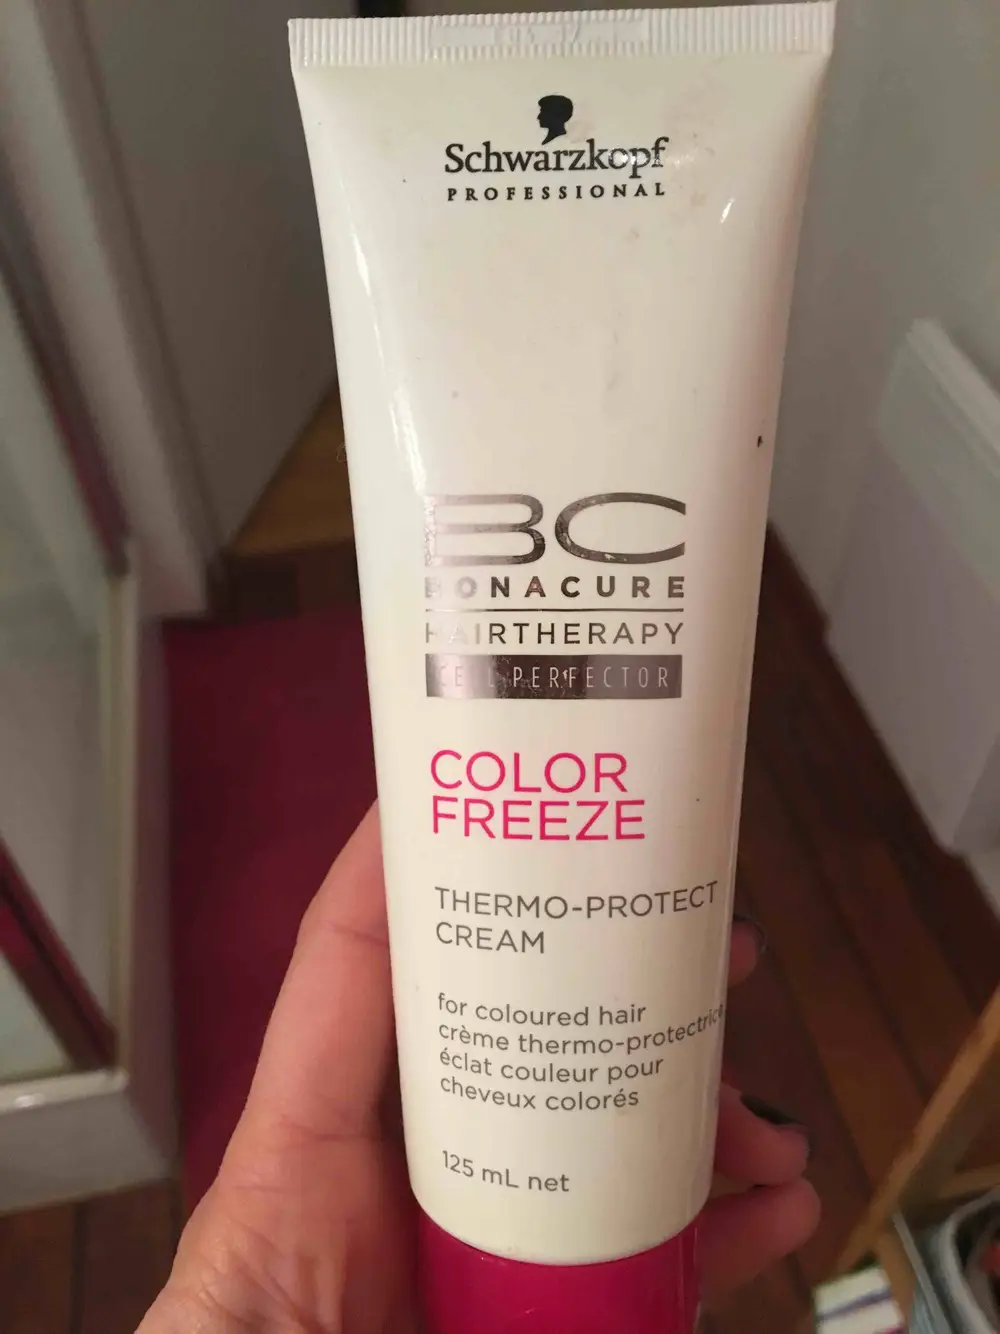 Schwarzkopf
PROFESSIONAL
BC
BONACURE
HAIRTHERAPY
CELL PERFECTOR
COLOR
FREEZE
THERMO-PROTECT
CREAM
for coloured hair
crème thermo-protectrice
éclat couleur pour
cheveux colorés
125 mL net